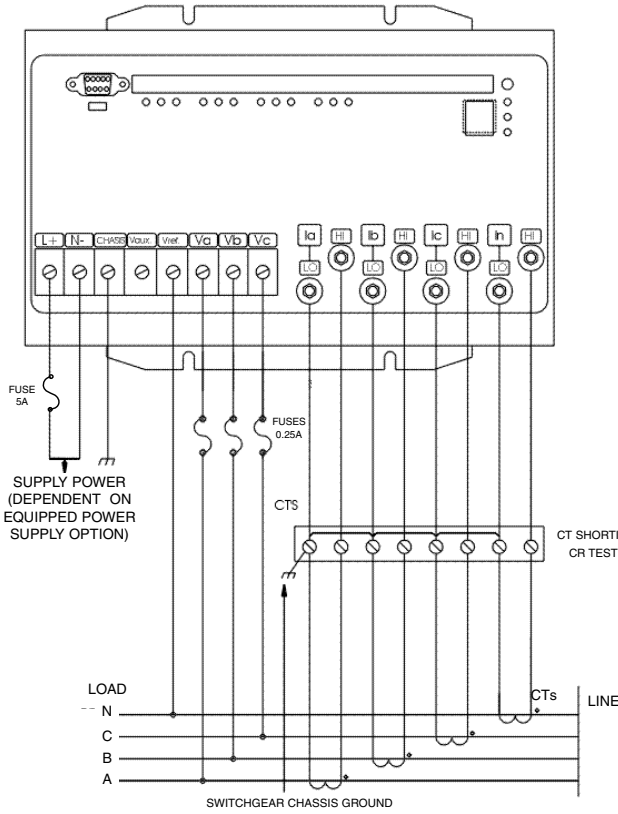 L+ N- CHASIS Vaux. Vref. Va Vb Vc
Ia HI Ib HI Ic HI In HI
LO LO LO LO
FUSE
5A
FUSES
0.25A
SUPPLY POWER
(DEPENDENT ON
EQUIPPED POWER
SUPPLY OPTION)
CTS
CT SHORTI
CR TEST
LOAD
CTs
LINE
N
C
B
A
SWITCHGEAR CHASSIS GROUND